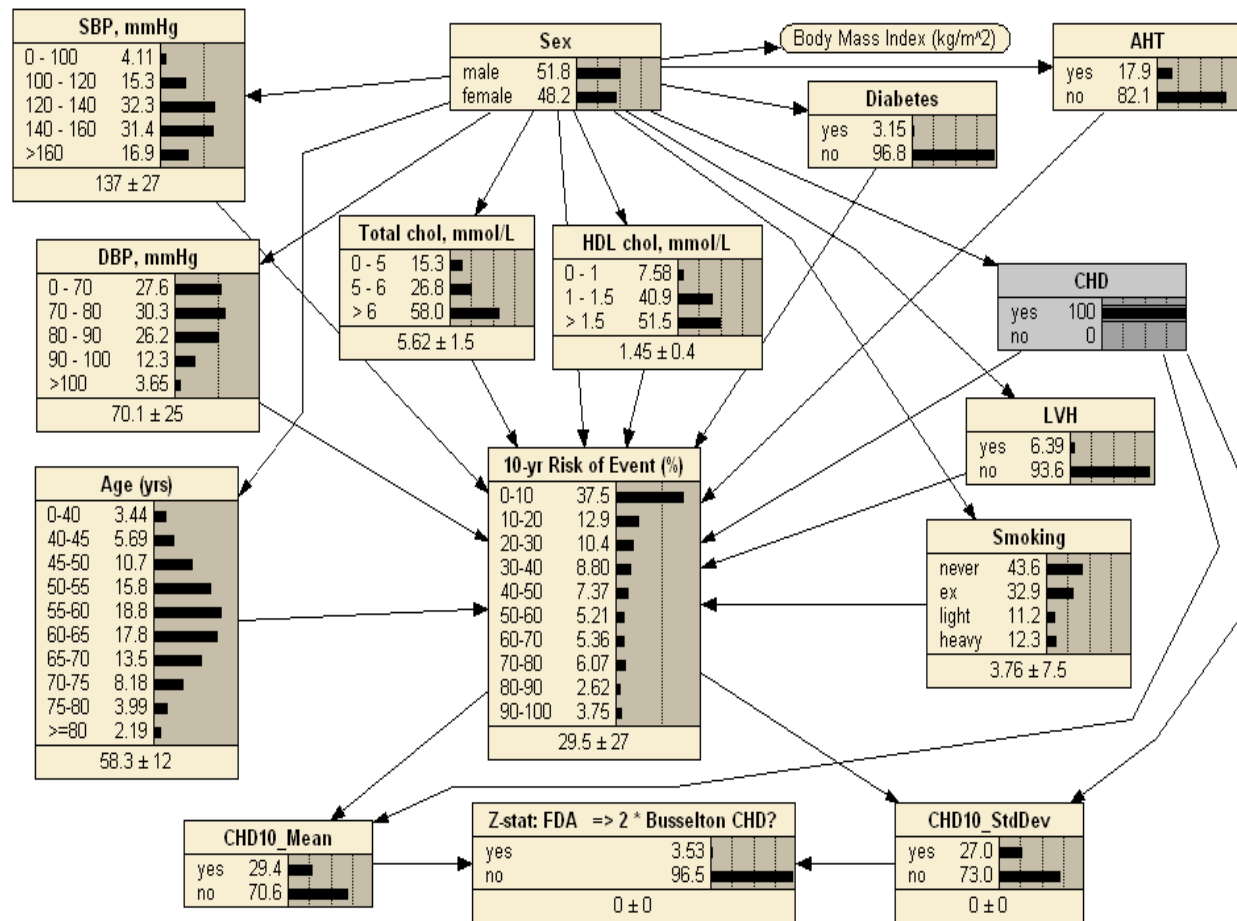 SBP, mmHg
0 - 100 4.11
100 - 120 15.3
120 - 140 32.3
140 - 160 31.4
>160 16.9
137 ± 27
Sex
male 51.8
female 48.2
Body Mass Index (kg/m^2)
AHT
yes 17.9
no 82.1
Diabetes
yes 3.15
no 96.8
DBP, mmHg
0 - 70 27.6
70 - 80 30.3
80 - 90 26.2
90 - 100 12.3
>100 3.65
70.1 ± 25
Total chol, mmol/L
0 - 5 15.3
5 - 6 26.8
> 6 58.0
5.62 ± 1.5
HDL chol, mmol/L
0 - 1 7.58
1 - 1.5 40.9
> 1.5 51.5
1.45 ± 0.4
CHD
yes 100
no 0
LVH
yes 6.39
no 93.6
Age (yrs)
0-40 3.44
40-45 5.69
45-50 10.7
50-55 15.8
55-60 18.8
60-65 17.8
65-70 13.5
70-75 8.18
75-80 3.99
>=80 2.19
58.3 ± 12
10-yr Risk of Event (%)
0-10 37.5
10-20 12.9
20-30 10.4
30-40 8.80
40-50 7.37
50-60 5.21
60-70 5.36
70-80 6.07
80-90 2.62
90-100 3.75
29.5 ± 27
Smoking
never 43.6
ex 32.9
light 11.2
heavy 12.3
3.76 ± 7.5
CHD10_Mean
yes 29.4
no 70.6
Z-stat: FDA => 2 * Busselton CHD?
yes 3.53
no 96.5
0 ± 0
CHD10_StdDev
yes 27.0
no 73.0
0 ± 0